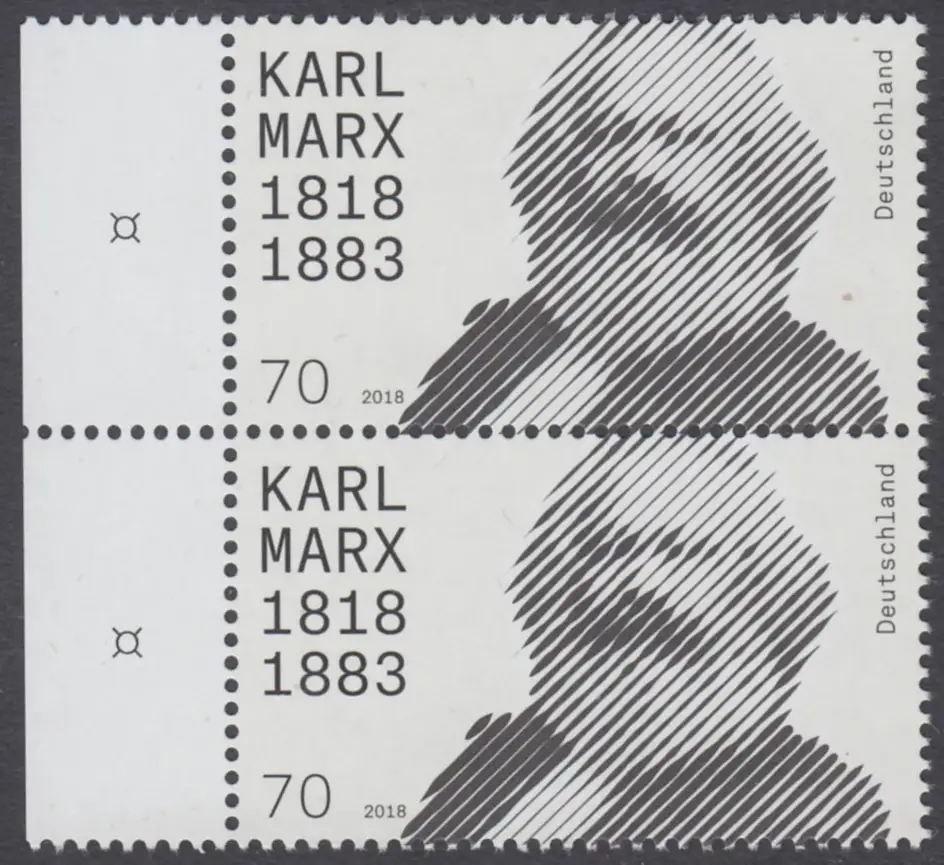 KARL
MARX
1818
1883
70 2018
Deutschland
KARL
MARX
1818
1883
70 2018
Deutschland